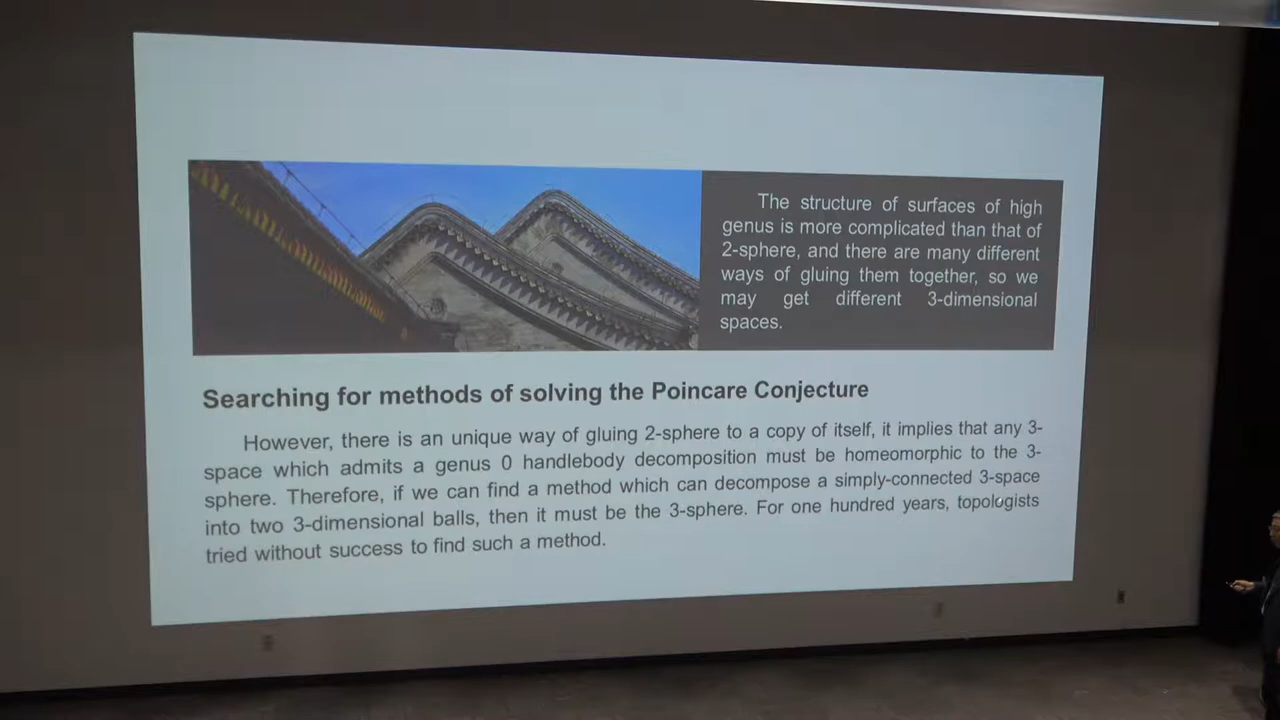 The structure of surfaces of high
genus is more complicated than that of
2-sphere, and there are many different
ways of gluing them together, so we
may get different 3-dimensional
spaces.
Searching for methods of solving the Poincare Conjecture
However, there is an unique way of gluing 2-sphere to a copy of itself, it implies that any 3-
space which admits a genus 0 handlebody decomposition must be homeomorphic to the 3-
sphere. Therefore, if we can find a method which can decompose a simply-connected 3-space
into two 3-dimensional balls, then it must be the 3-sphere. For one hundred years, topologists
tried without success to find such a method.